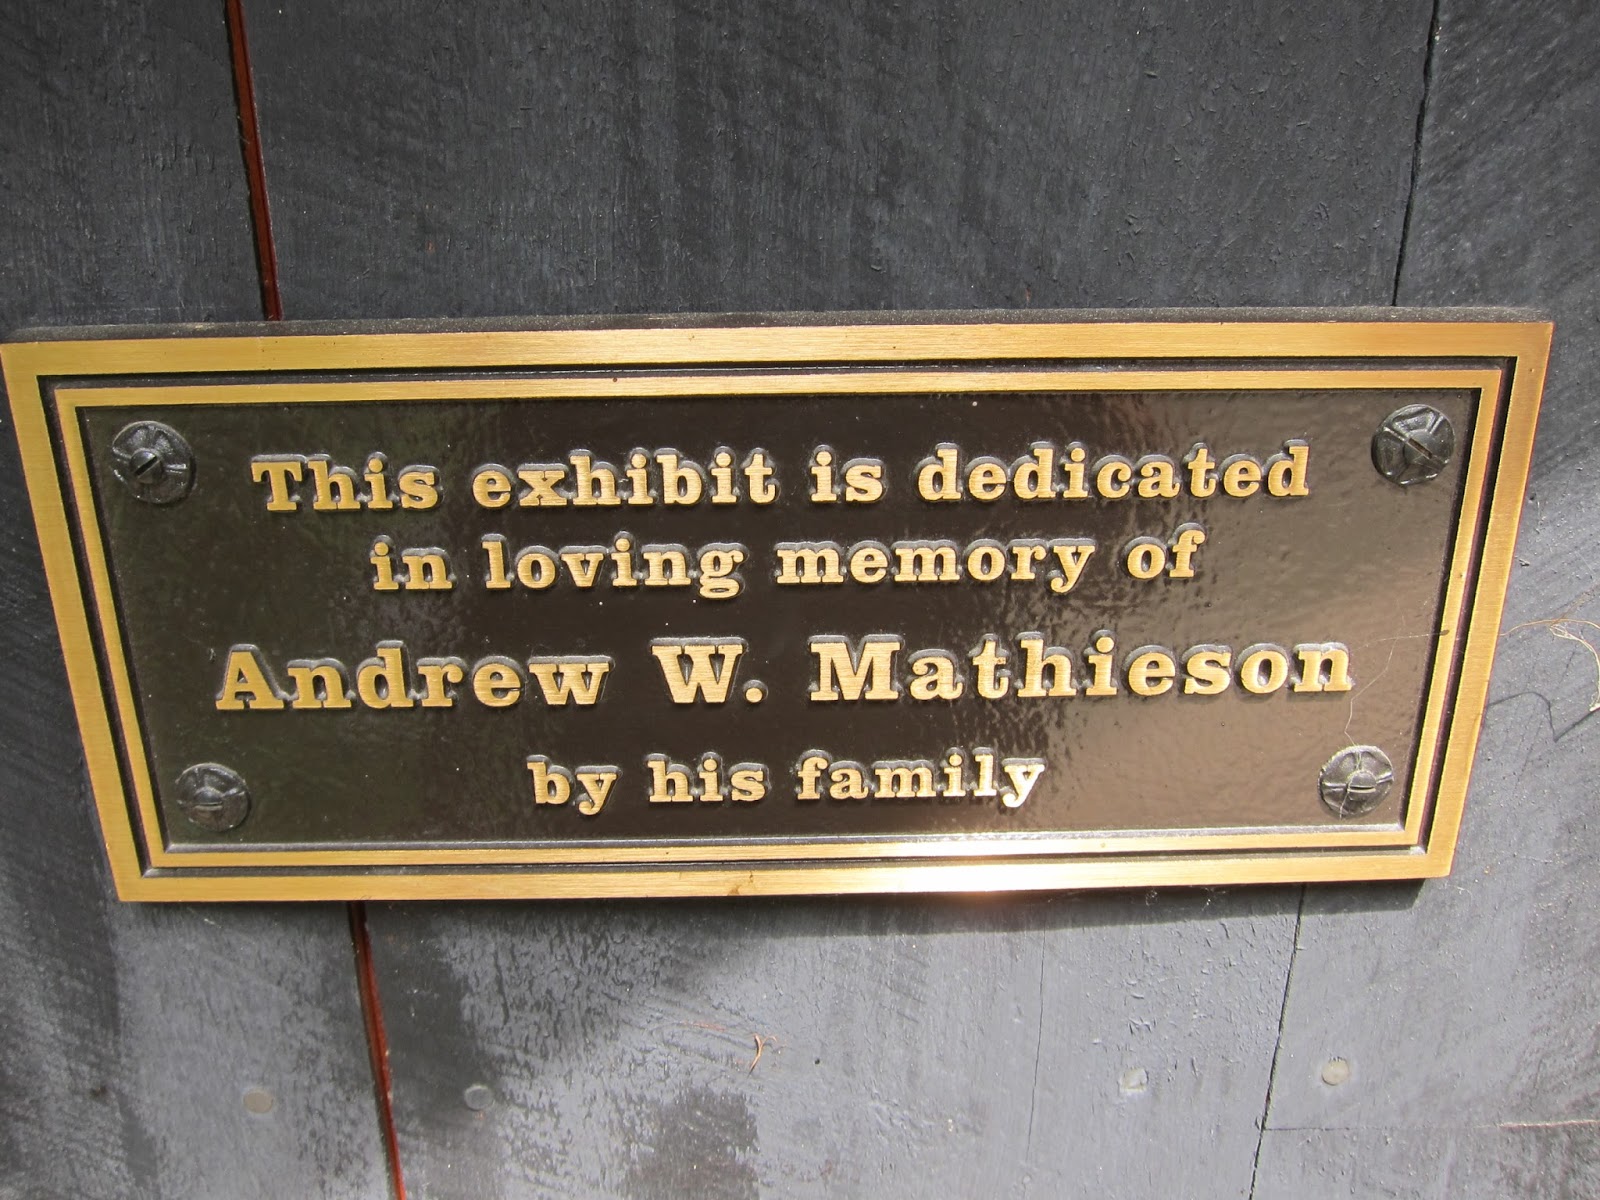 This exhibit is dedicated
in loving memory of
Andrew W. Mathieson
by his family